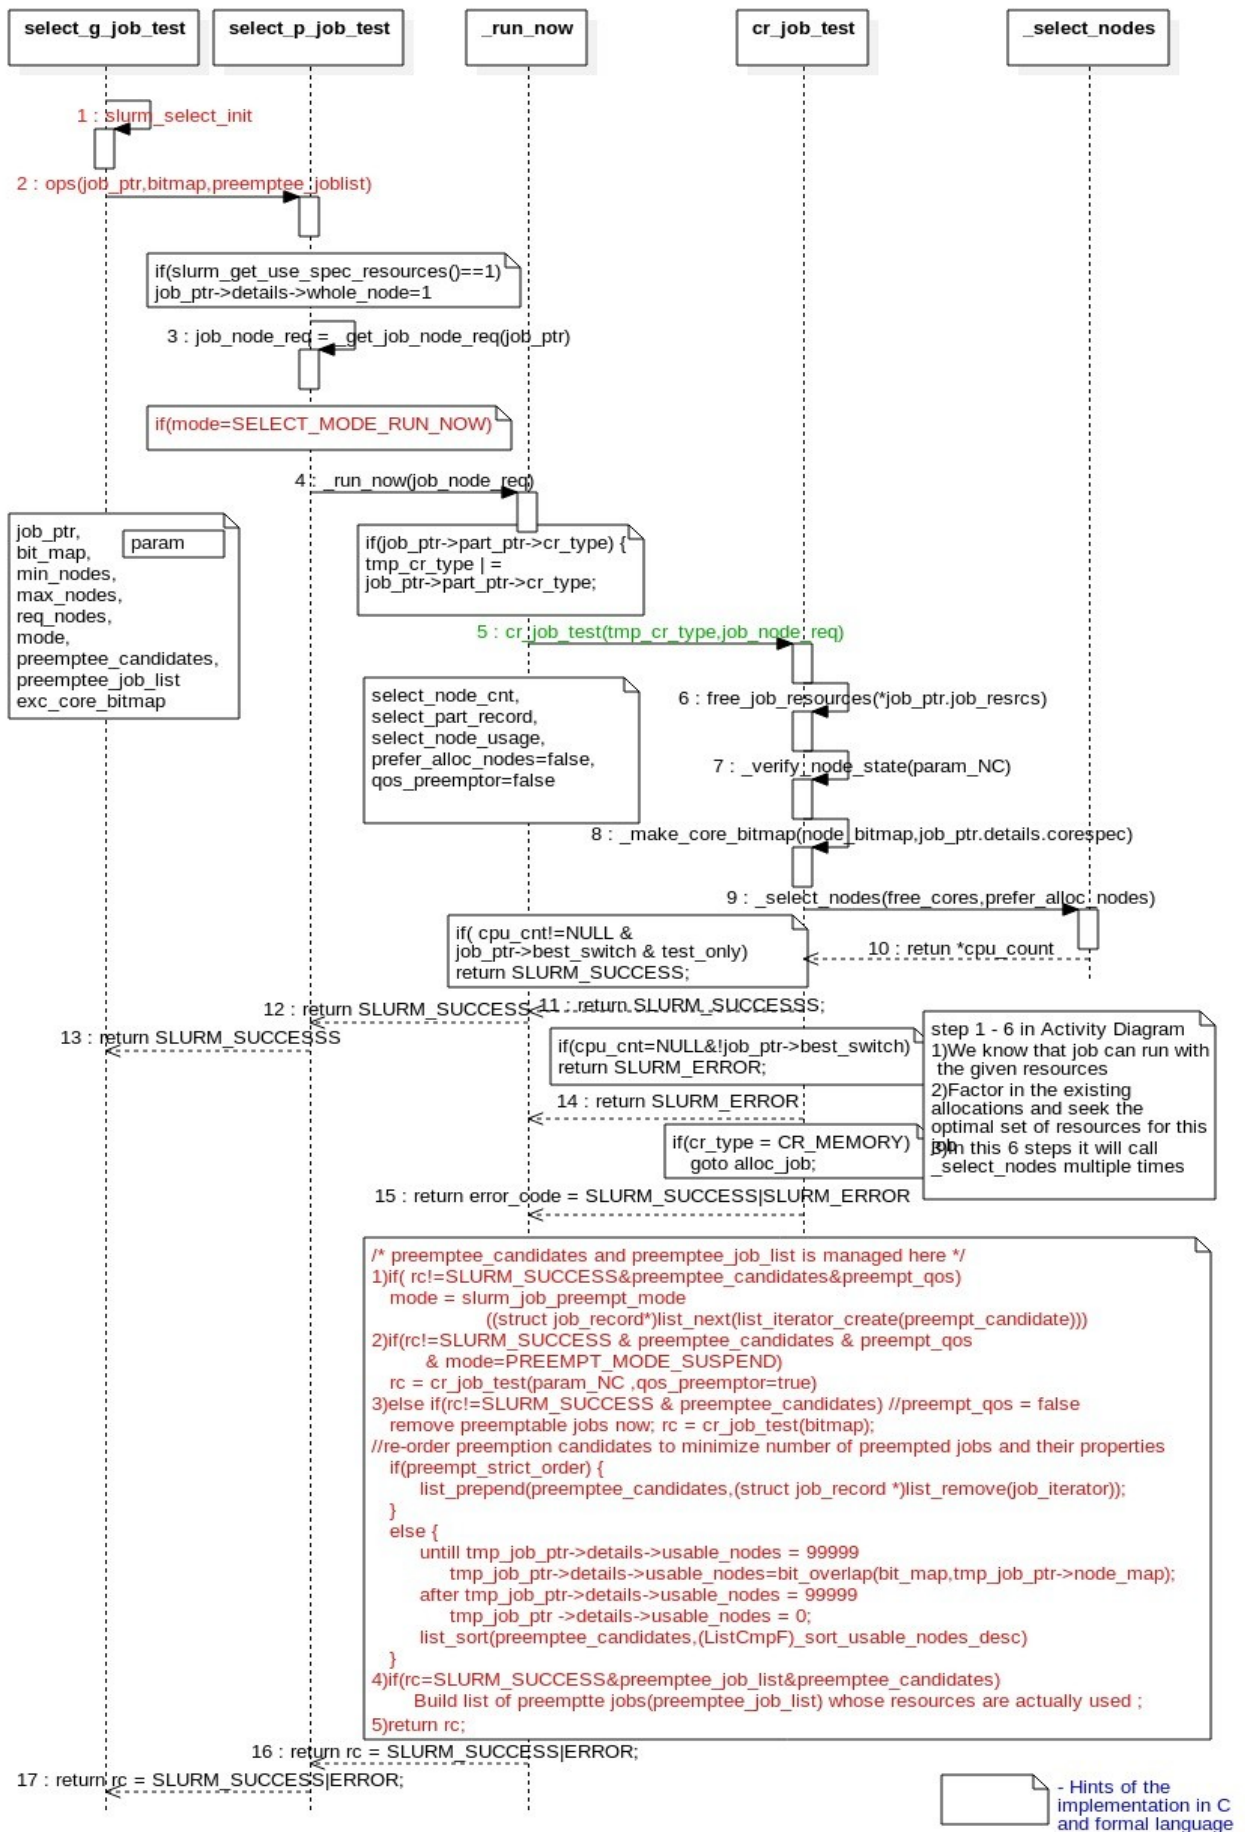 select_g_job_test
select_p_job_test
_run_now
cr_job_test
_select_nodes
1 : slurm_select_init
2 : ops(job_ptr,bitmap,preemptee_joblist)
if(slurm_get_use_spec_resources()==1)
job_ptr->details->whole_node=1
3 : job_node_req = _get_job_node_req(job_ptr)
if(mode=SELECT_MODE_RUN_NOW)
4 : _run_now(job_node_req)
job_ptr,
bit_map,
min_nodes,
max_nodes,
req_nodes,
mode,
preemptee_candidates,
preemptee_job_list
exc_core_bitmap
param
if(job_ptr->part_ptr->cr_type) {
tmp_cr_type | =
job_ptr->part_ptr->cr_type;
5 : cr_job_test(tmp_cr_type,job_node_req)
select_node_cnt,
select_part_record,
select_node_usage,
prefer_alloc_nodes=false,
qos_preemptor=false
6 : free_job_resources(*job_ptr.job_resrcs)
7 : _verify_node_state(param_NC)
8 : _make_core_bitmap(node_bitmap,job_ptr.details.corespec)
9 : _select_nodes(free_cores,prefer_alloc_nodes)
if( cpu_cnt!=NULL &
job_ptr->best_switch & test_only)
return SLURM_SUCCESS;
10 : retun *cpu_count
11 : return SLURM_SUCCESSS;
12 : return SLURM_SUCCESS
13 : return SLURM_SUCCESSS
if(cpu_cnt=NULL&!job_ptr->best_switch)
return SLURM_ERROR;
step 1 - 6 in Activity Diagram
1)We know that job can run with
the given resources
2)Factor in the existing
allocations and seek the
optimal set of resources for this
job
3)In this 6 steps it will call
_select_nodes multiple times
14 : return SLURM_ERROR
if(cr_type = CR_MEMORY)
goto alloc_job;
15 : return error_code = SLURM_SUCCESS|SLURM_ERROR
/* preemptee_candidates and preemptee_job_list is managed here */
1)if( rc!=SLURM_SUCCESS&preemptee_candidates&preempt_qos)
mode = slurm_job_preempt_mode
((struct job_record*)list_next(list_iterator_create(preempt_candidate)))
2)if(rc!=SLURM_SUCCESS & preemptee_candidates & preempt_qos
& mode=PREEMPT_MODE_SUSPEND)
rc = cr_job_test(param_NC ,qos_preemptor=true)
3)else if(rc!=SLURM_SUCCESS & preemptee_candidates) //preempt_qos = false
remove preemptable jobs now; rc = cr_job_test(bitmap);
//re-order preemption candidates to minimize number of preempted jobs and their properties
if(preempt_strict_order) {
list_prepend(preemptee_candidates,(struct job_record *)list_remove(job_iterator));
}
else {
untill tmp_job_ptr->details->usable_nodes = 99999
tmp_job_ptr->details->usable_nodes=bit_overlap(bit_map,tmp_job_ptr->node_map);
after tmp_job_ptr->details->usable_nodes = 99999
tmp_job_ptr ->details->usable_nodes = 0;
list_sort(preemptee_candidates,(ListCmpF)_sort_usable_nodes_desc)
}
4)if(rc=SLURM_SUCCESS&preemptee_job_list&preemptee_candidates)
Build list of preemptte jobs(preemptee_job_list) whose resources are actually used ;
5)return rc;
16 : return rc = SLURM_SUCCESS|ERROR;
17 : return rc = SLURM_SUCCESS|ERROR;
- Hints of the
implementation in C
and formal language